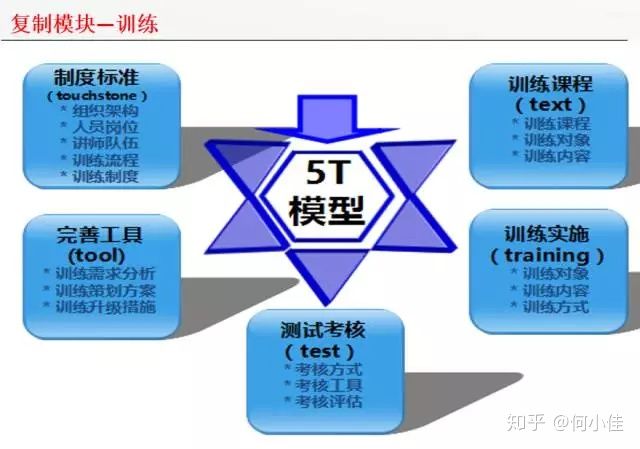 复制模块—训练
制度标准
（touchstone）
* 组织架构
* 人员岗位
* 讲师队伍
* 训练流程
* 训练制度
训练课程
（text）
* 训练课程
* 训练对象
* 训练内容
5T
模型
完善工具
(tool)
* 训练需求分析
* 训练策划方案
* 训练升级措施
训练实施
（training）
* 训练对象
* 训练内容
* 训练方式
测试考核
（test）
* 考核方式
* 考核工具
* 考核评估
知乎 @何小佳